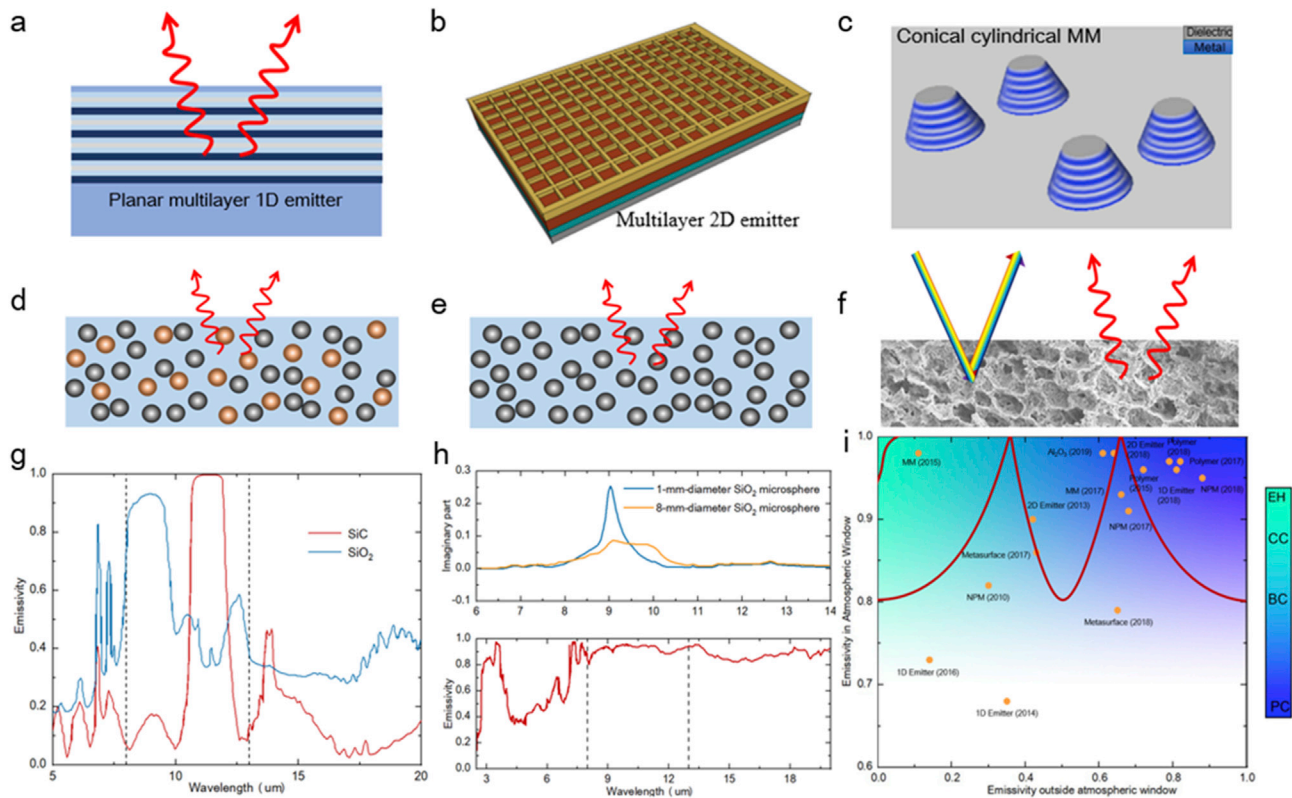 a
b
c
Planar multilayer 1D emitter
Multilayer 2D emitter
Conical cylindrical MM
Dielectric
Metal
d
e
f
g
1.0
0.8
0.6
0.4
0.2
0.0
Emissivity
SiC
SiO2
5
10
15
20
Wavelength ( um)
h
0.3
0.2
0.1
0.0
-0.1
Imaginary part
1-mm-diameter SiO2 microsphere
8-mm-diameter SiO2 microsphere
6
7
8
9
10
11
12
13
14
1.0
0.8
0.6
0.4
0.2
0.0
Emissivity
3
6
9
12
15
18
Wavelength ( um)
i
1.0
0.9
0.8
0.7
0.6
Emissivity in Atmospheric Window
MM (2015)
Al2O3 (2019)
2D Emitter
(2018)
Polymer
(2018)
Polymer (2017)
Polymer
(2015)
1D Emitter
(2018)
NPM (2018)
MM (2017)
2D Emitter (2013)
NPM (2017)
Metasurface (2017)
NPM (2010)
Metasurface (2018)
1D Emitter (2016)
1D Emitter (2014)
0.0
0.2
0.4
0.6
0.8
1.0
Emissivity outside atmospheric window
EH
CC
BC
PC